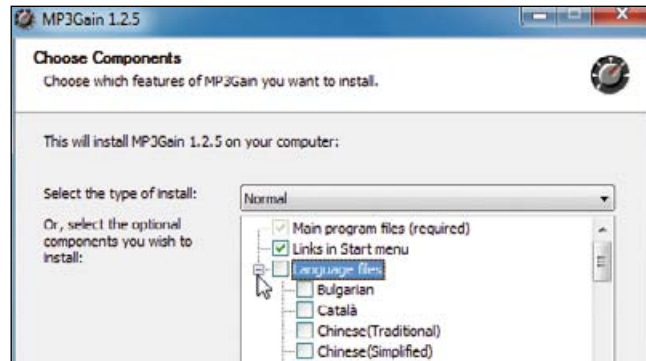 MP3Gain 1.2.5
Choose Components
Choose which features of MP3Gain you want to install.
This will install MP3Gain 1.2.5 on your computer:
Select the type of install:
Normal
Or, select the optional
components you wish to
install:
Main program files (required)
Links in Start menu
Language files
Bulgarian
Català
Chinese(Traditional)
Chinese(Simplified)